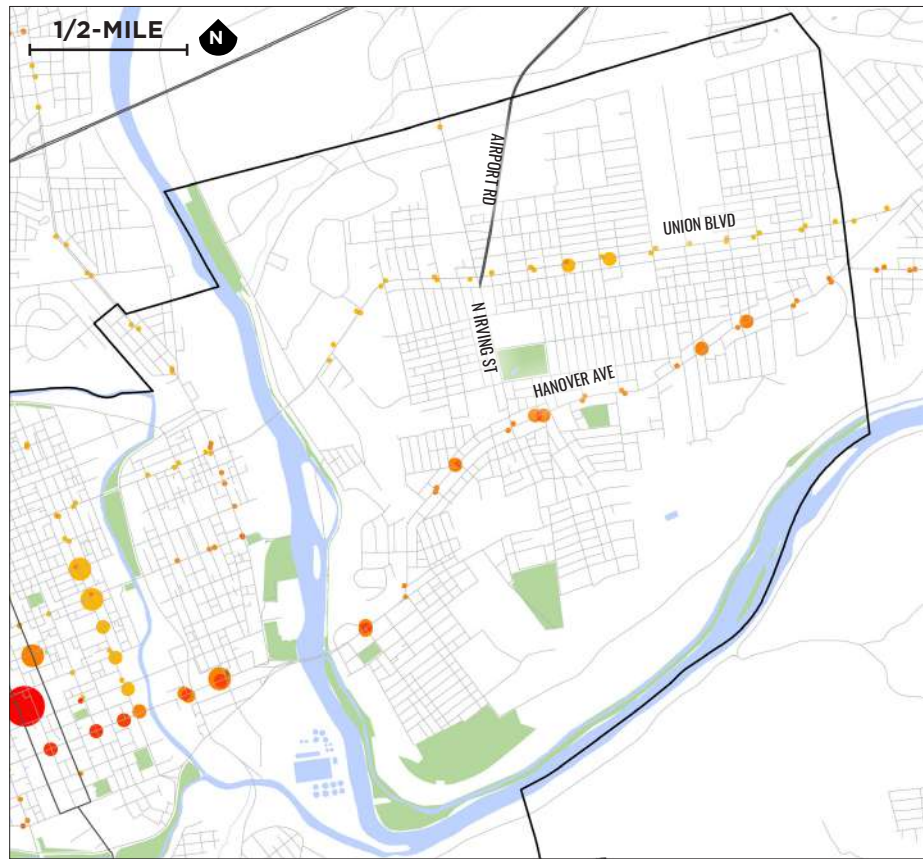 1/2-MILE
N
AIRPORT RD
UNION BLVD
N IRVING ST
HANOVER AVE